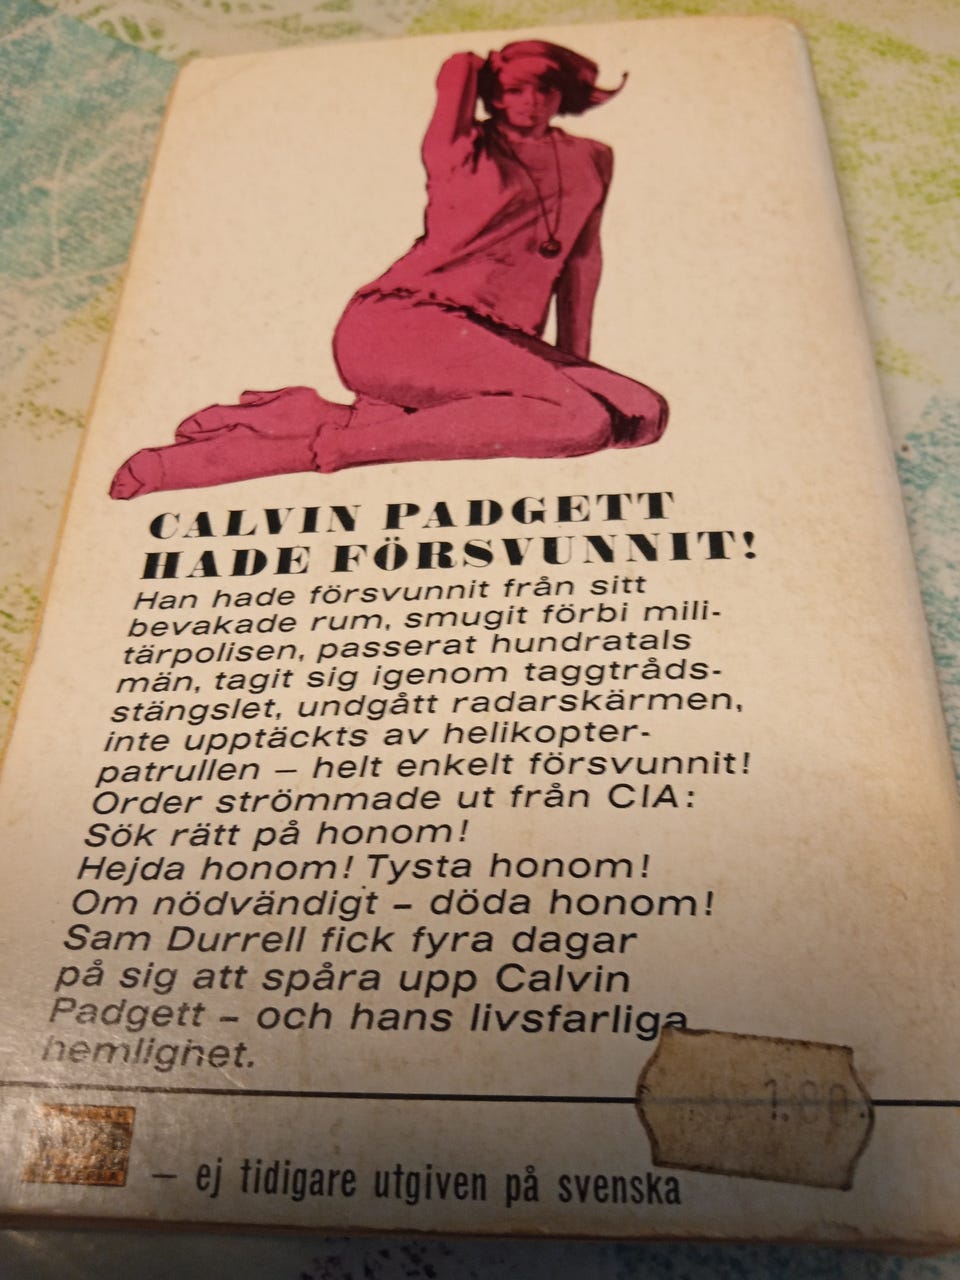 CALVIN PADGETT
HADE FÖRSVUNNIT!
Han hade försvunnit från sitt
bevakade rum, smugit förbi mili-
tärpolisen, passerat hundratals
män, tagit sig igenom taggtråds-
stängslet, undgått radarskärmen,
inte upptäckts av helikopter-
patrullen – helt enkelt försvunnit!
Order strömmade ut från CIA:
Sök rätt på honom!
Hejda honom! Tysta honom!
Om nödvändigt – döda honom!
Sam Durrell fick fyra dagar
på sig att spåra upp Calvin
Padgett – och hans livsfarliga
hemlighet.
1.80
– ej tidigare utgiven på svenska